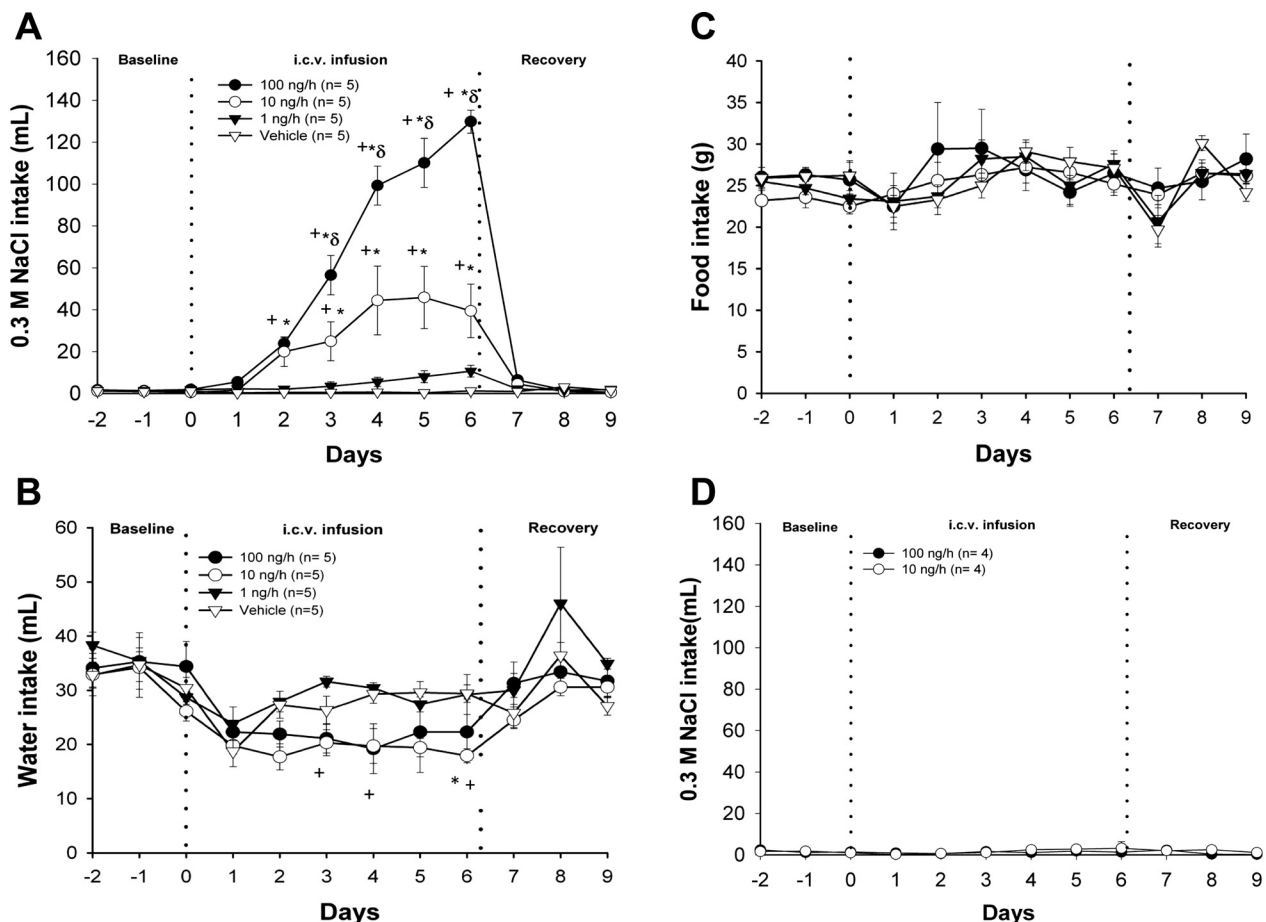 A
Baseline i.c.v. infusion Recovery
100 ng/h (n= 5)
10 ng/h (n= 5)
1 ng/h (n= 5)
Vehicle (n= 5)
0.3 M NaCl intake (mL)
160
140
120
100
80
60
40
20
0
+ *
+*δ
+*δ
+ *δ
+ *δ
+ *
+*
+*
+*
-2 -1 0 1 2 3 4 5 6 7 8 9
Days
B
Baseline i.c.v. infusion Recovery
100 ng/h (n= 5)
10 ng/h (n=5)
1 ng/h (n=5)
Vehicle (n=5)
Water intake (mL)
60
50
40
30
20
10
0
+
+
* +
-2 -1 0 1 2 3 4 5 6 7 8 9
Days
C
Food intake (g)
40
35
30
25
20
15
10
5
0
-2 -1 0 1 2 3 4 5 6 7 8 9
Days
D
Baseline i.c.v. infusion Recovery
100 ng/h (n= 4)
10 ng/h (n= 4)
0.3 M NaCl intake(mL)
160
140
120
100
80
60
40
20
0
-2 -1 0 1 2 3 4 5 6 7 8 9
Days